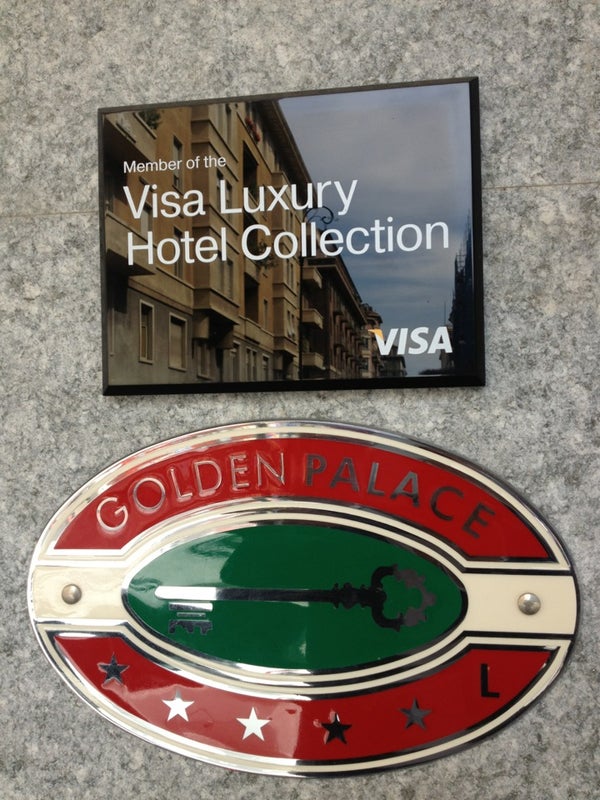 Member of the
Visa Luxury
Hotel Collection
VISA
GOLDEN PALACE
L